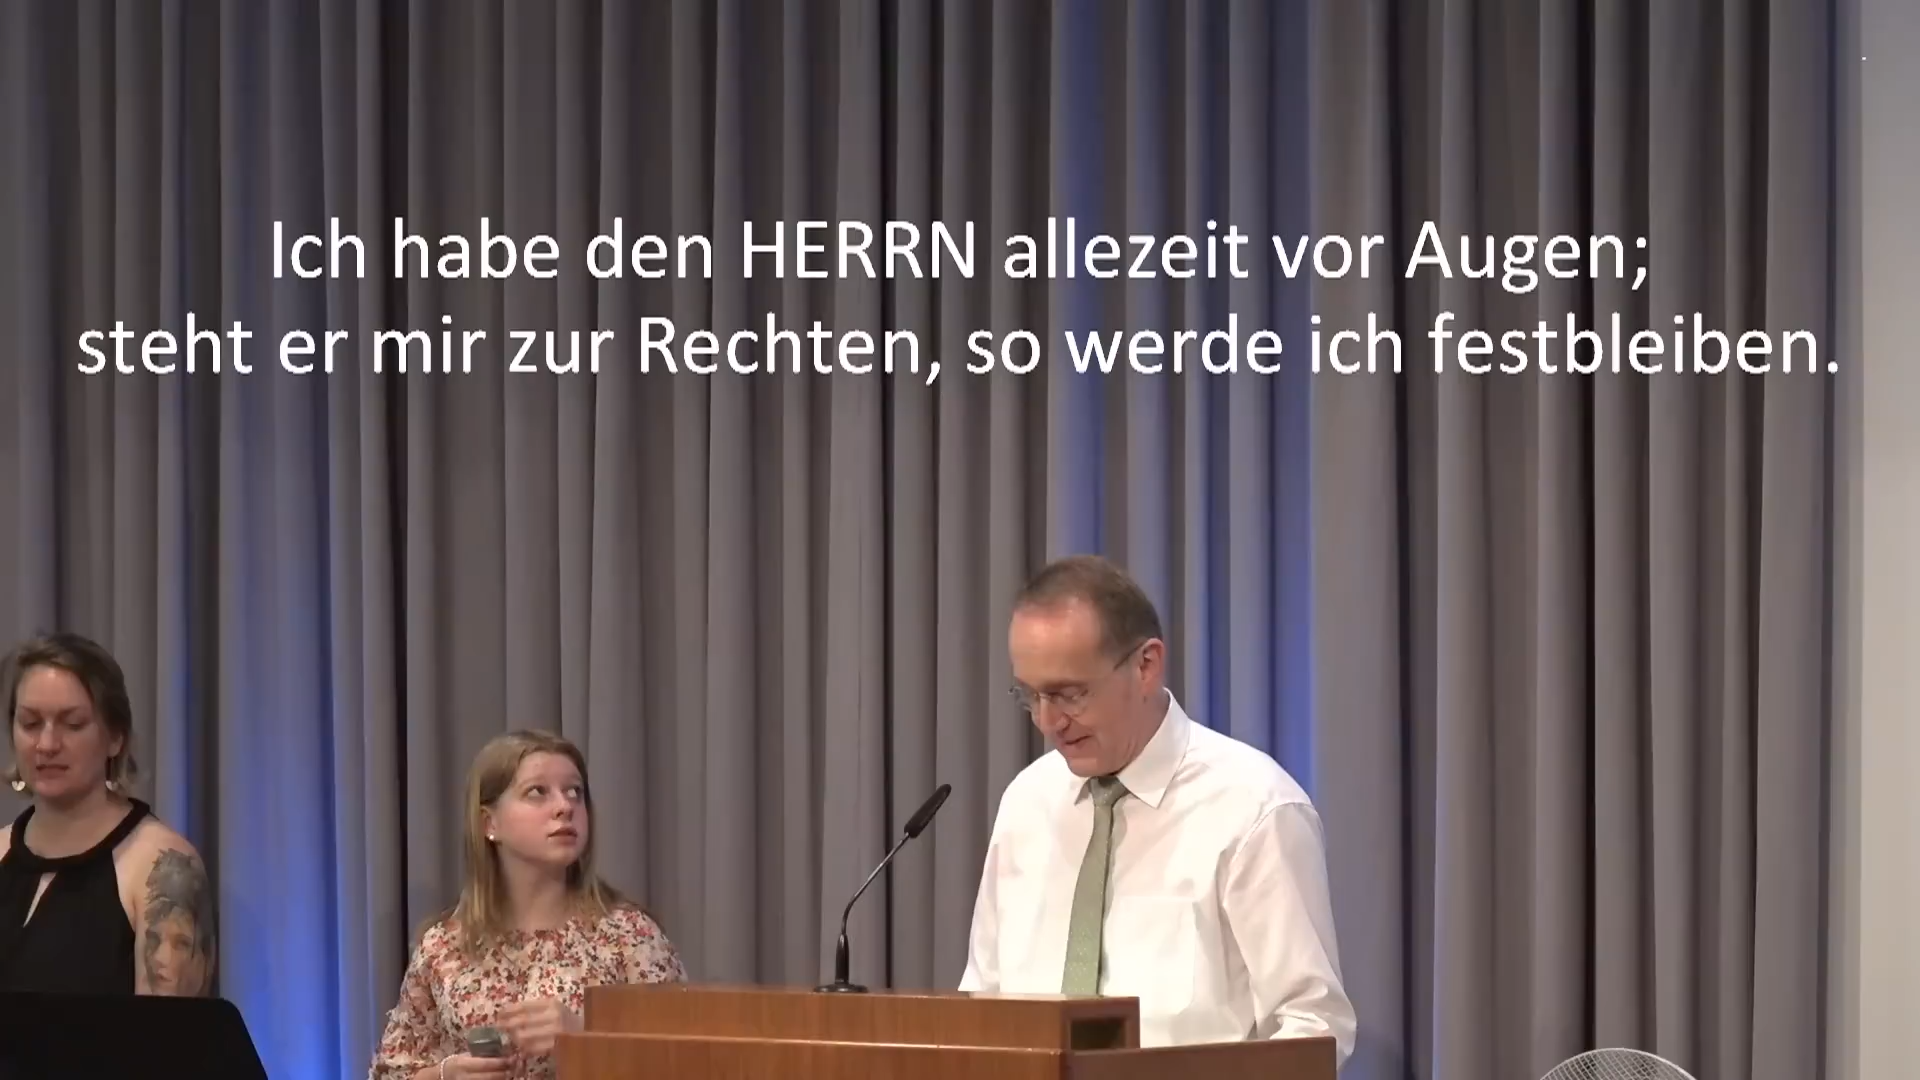 Ich habe den HERRN allezeit vor Augen;
steht er mir zur Rechten, so werde ich festbleiben.